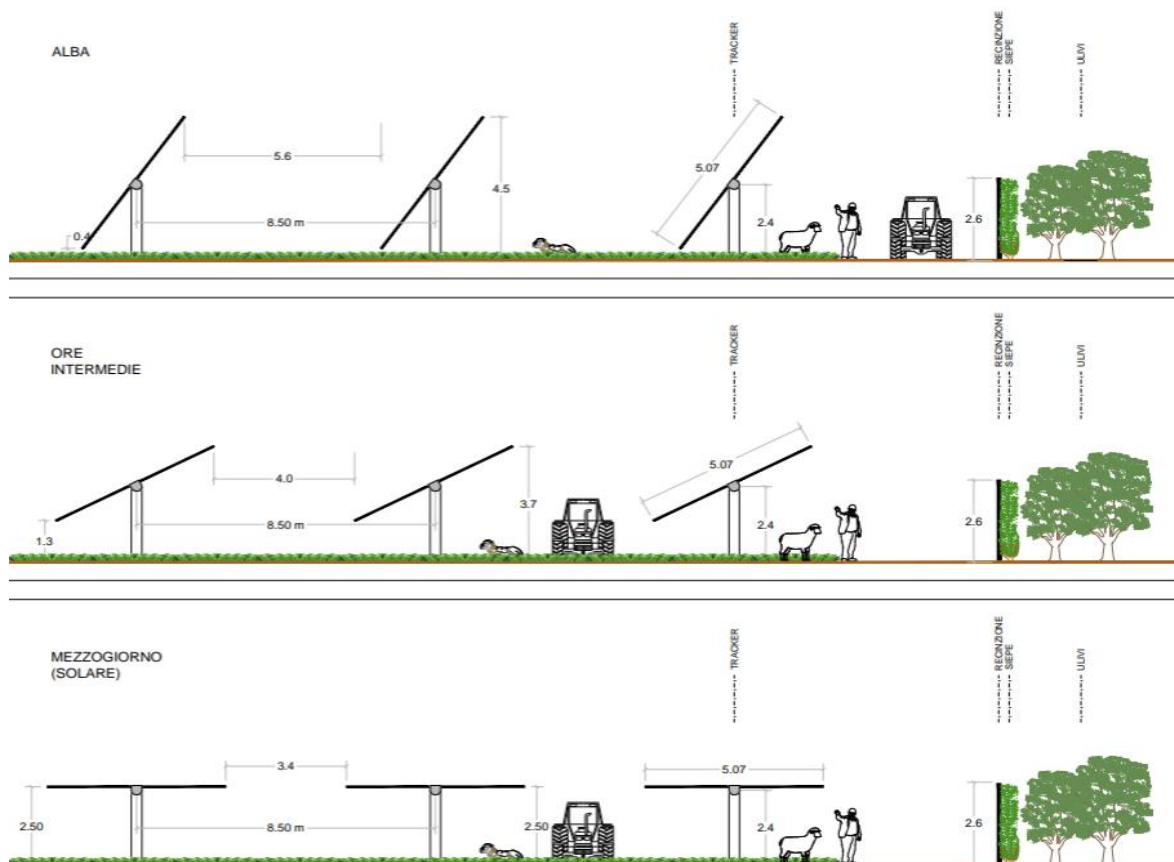 ALBA
TRACKER
RECINZIONE
SIEPE
ULIVI
5.6
4.5
5.07
8.50 m
2.4
2.6
0.4
ORE
INTERMEDIE
TRACKER
RECINZIONE
SIEPE
ULIVI
4.0
3.7
5.07
8.50 m
2.4
2.6
1.3
MEZZOGIORNO
(SOLARE)
TRACKER
RECINZIONE
SIEPE
ULIVI
3.4
5.07
2.50
8.50 m
2.50
2.4
2.6